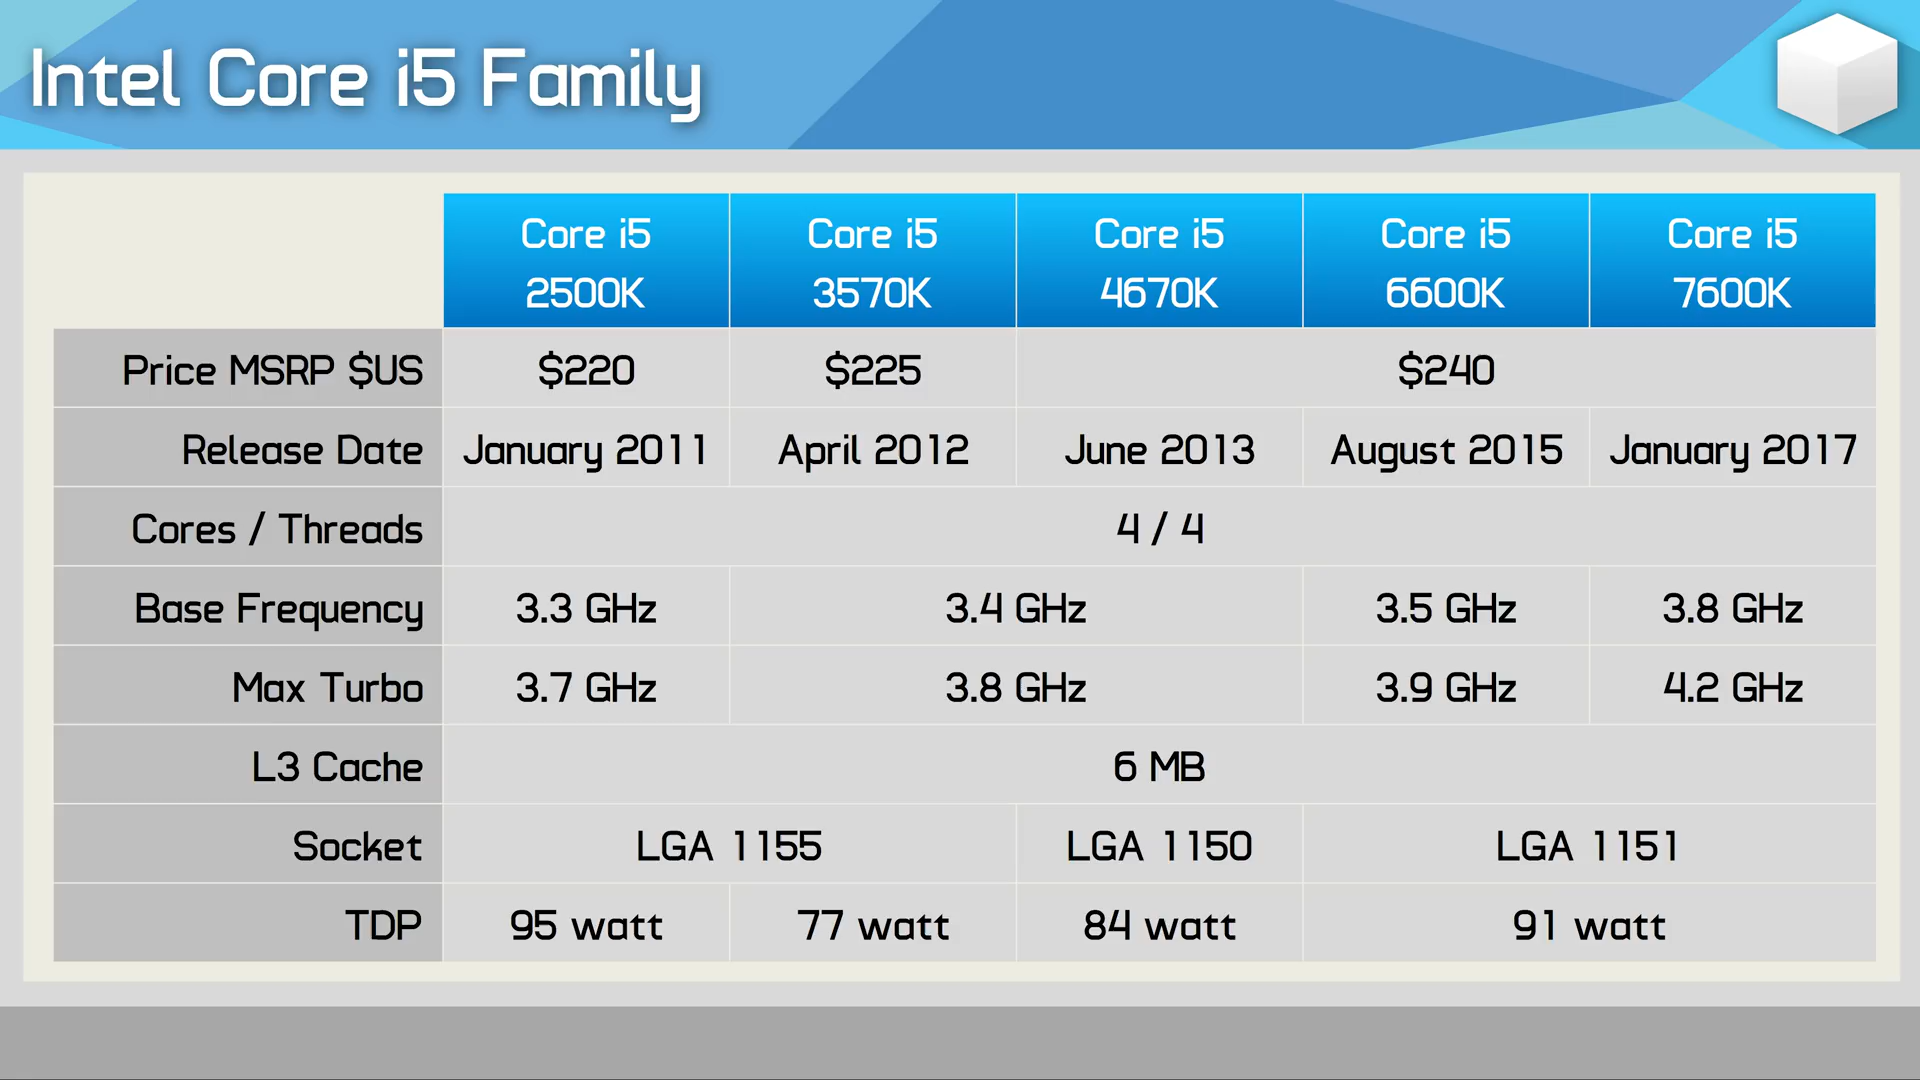 Intel Core i5 Family
Core i5 Core i5 Core i5 Core i5 Core i5
2500K 3570K 4670K 6600K 7600K
Price MSRP $US $220 $225 $240
Release Date January 2011 April 2012 June 2013 August 2015 January 2017
Cores / Threads 4 / 4
Base Frequency 3.3 GHz 3.4 GHz 3.5 GHz 3.8 GHz
Max Turbo 3.7 GHz 3.8 GHz 3.9 GHz 4.2 GHz
L3 Cache 6 MB
Socket LGA 1155 LGA 1150 LGA 1151
TDP 95 watt 77 watt 84 watt 91 watt